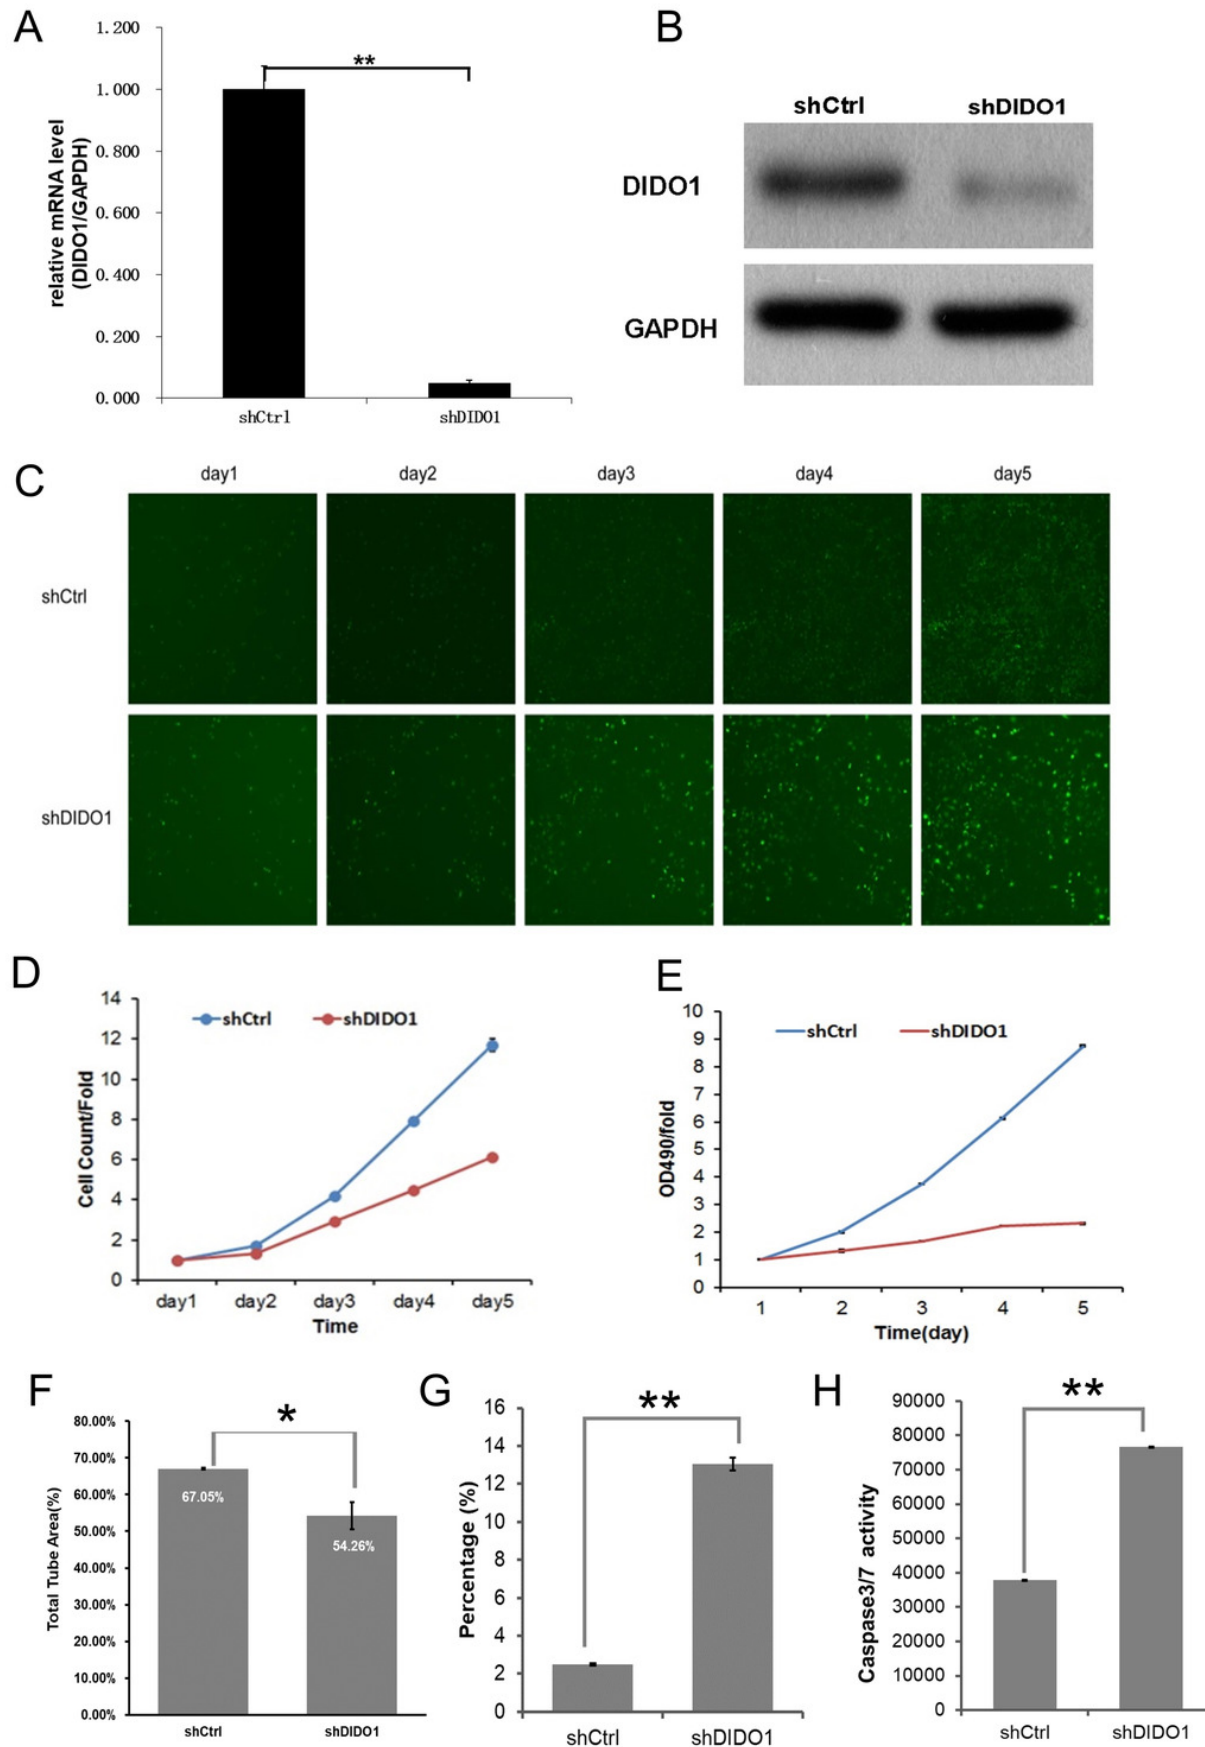 A
1.200
1.000
0.800
0.600
0.400
0.200
0.000
relative mRNA level
(DIDO1/GAPDH)
**
shCtrl
shDIDO1
B
shCtrl
shDIDO1
DIDO1
GAPDH
C
day1
day2
day3
day4
day5
shCtrl
shDIDO1
D
14
12
10
8
6
4
2
0
Cell Count/Fold
shCtrl
shDIDO1
day1
day2
day3
day4
day5
Time
E
10
9
8
7
6
5
4
3
2
1
0
OD490/fold
shCtrl
shDIDO1
1
2
3
4
5
Time(day)
F
80.00%
70.00%
60.00%
50.00%
40.00%
30.00%
20.00%
10.00%
0.00%
Total Tube Area(%)
*
67.05%
54.26%
shCtrl
shDIDO1
G
16
14
12
10
8
6
4
2
0
Percentage (%)
**
shCtrl
shDIDO1
H
90000
80000
70000
60000
50000
40000
30000
20000
10000
0
Caspase3/7 activity
**
shCtrl
shDIDO1